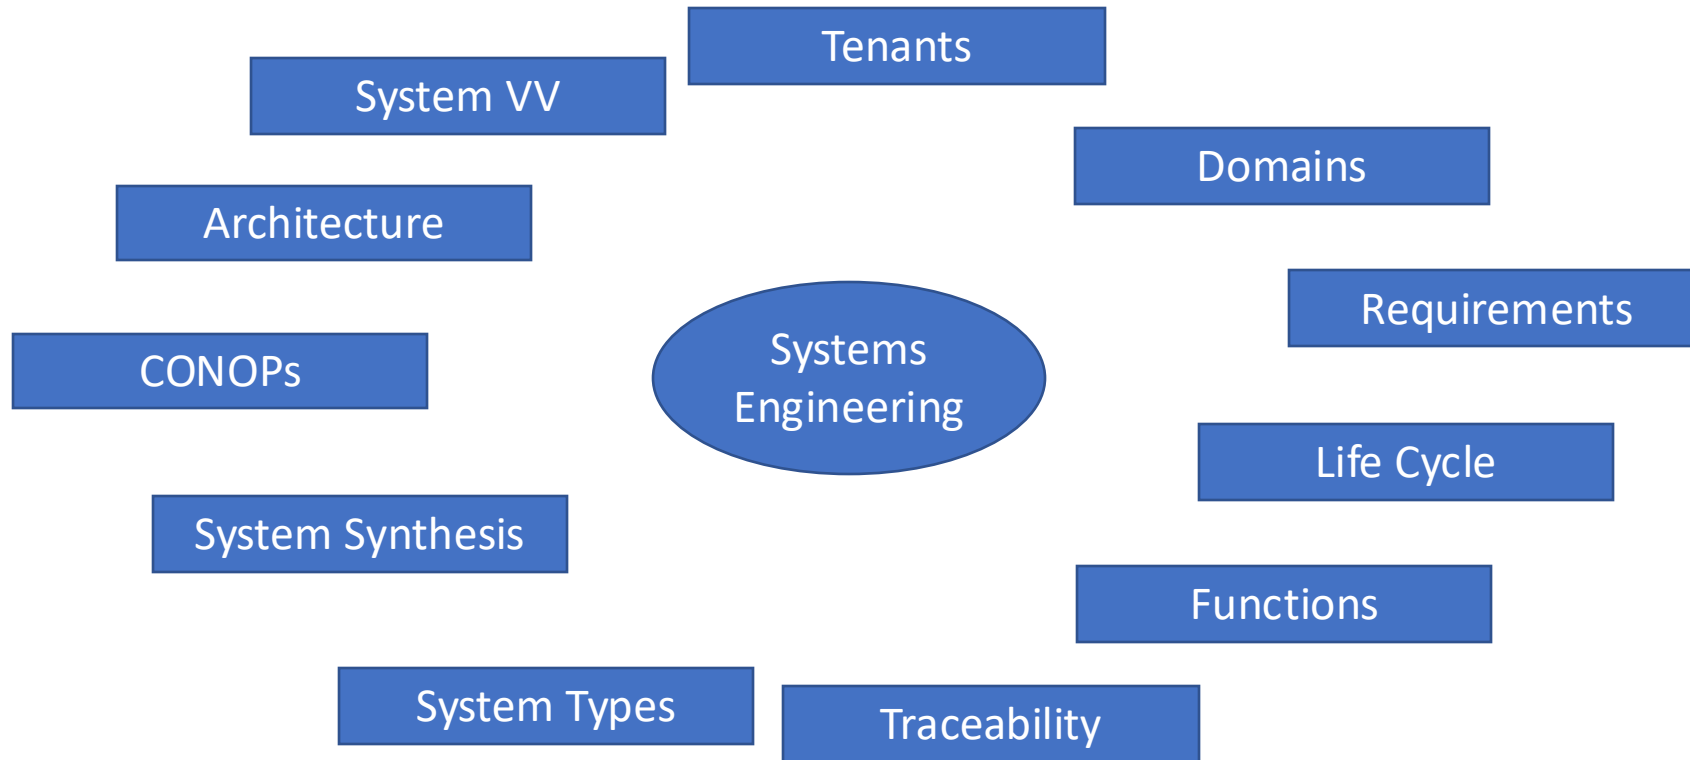 Tenants
System VV
Domains
Architecture
Requirements
CONOPs
Systems
Engineering
Life Cycle
System Synthesis
Functions
System Types
Traceability